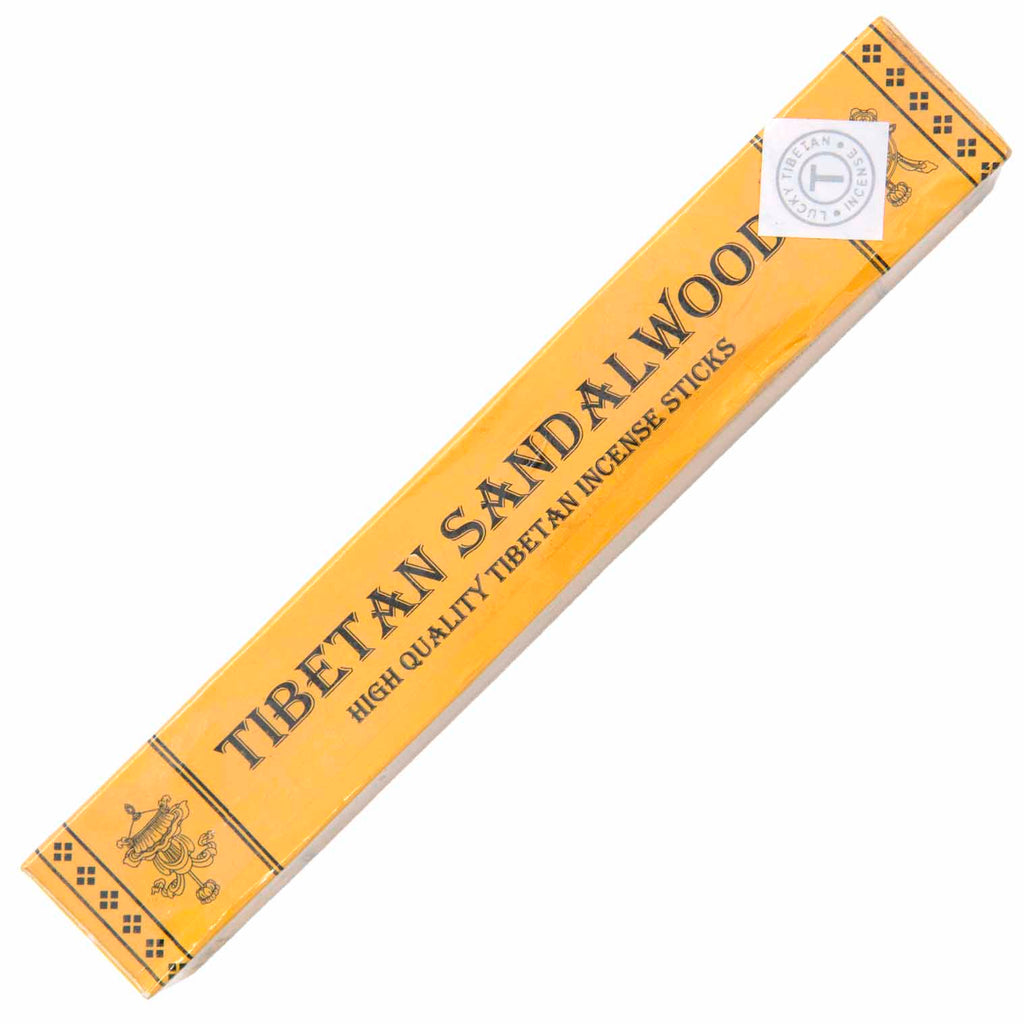 TIBETAN SANDALWOOD
HIGH QUALITY TIBETAN INCENSE STICKS
LUCKY TIBETAN • INCENSE •
T